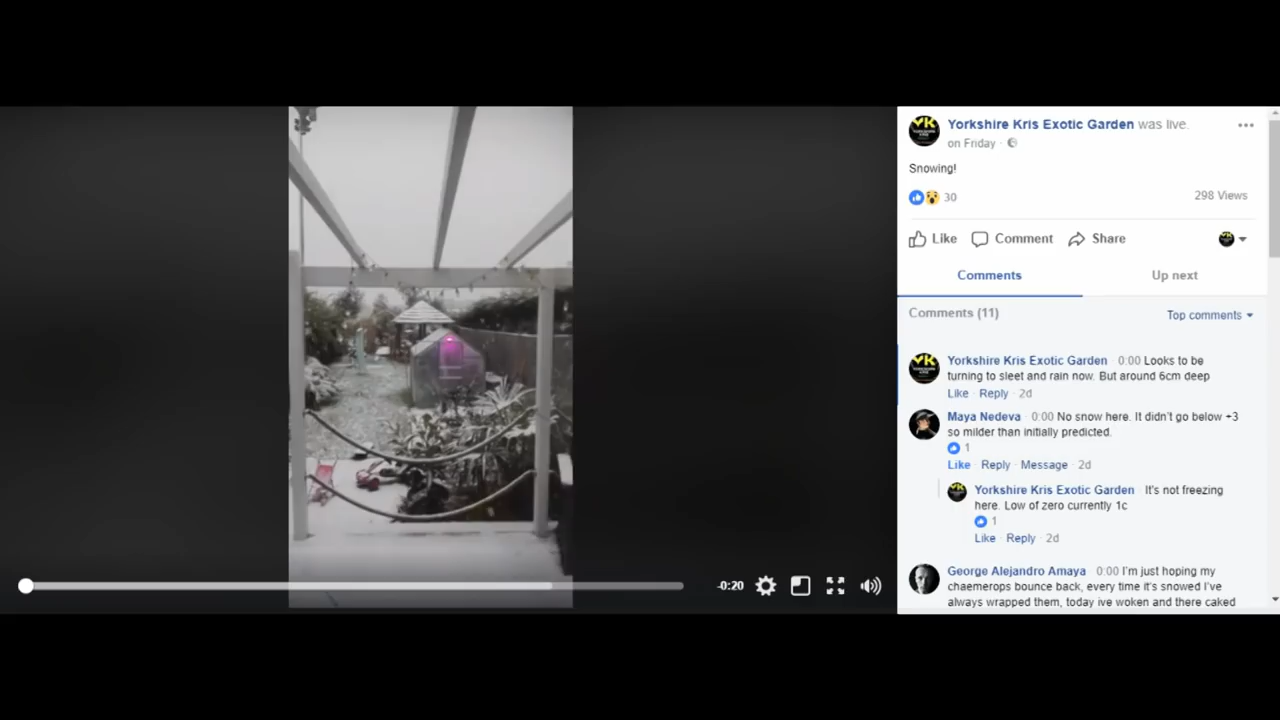 Yorkshire Kris Exotic Garden was live.
on Friday ·
Snowing!
30
298 Views
Like Comment Share
Comments Up next
Comments (11)
Top comments
Yorkshire Kris Exotic Garden · 0:00 Looks to be
turning to sleet and rain now. But around 6cm deep
Like · Reply · 2d
Maya Nedeva · 0:00 No snow here. It didn't go below +3
so milder than initially predicted.
1
Like · Reply · Message · 2d
Yorkshire Kris Exotic Garden · It's not freezing
here. Low of zero currently 1c
1
Like · Reply · 2d
George Alejandro Amaya · 0:00 I'm just hoping my
chaemerops bounce back, every time it's snowed I've
always wrapped them, today ive woken and there caked
-0:20